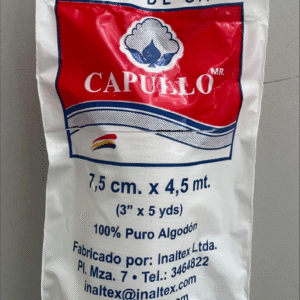 DE
CAPULLO MR
7,5 cm. x 4,5 mt.
(3" x 5 yds)
100% Puro Algodón
Fabricado por: Inaltex Ltda.
Pl. Mza. 7 • Tel.: 3464822
inaltex@inaltex.com